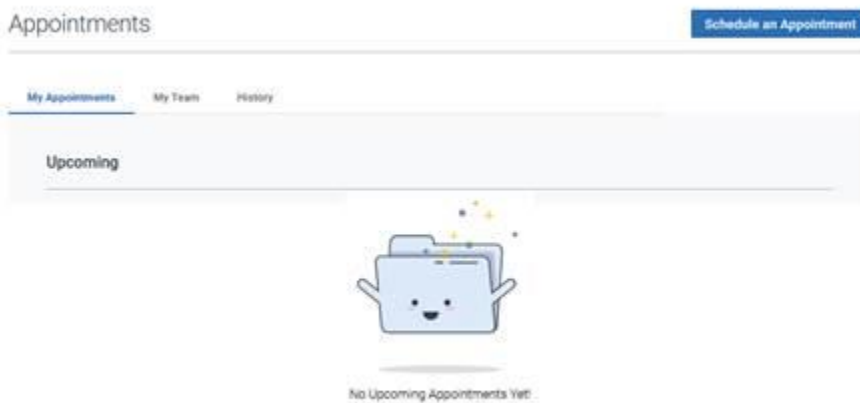 Appointments
Schedule an Appointment
My Appointments My Team History
Upcoming
No Upcoming Appointments Yet!